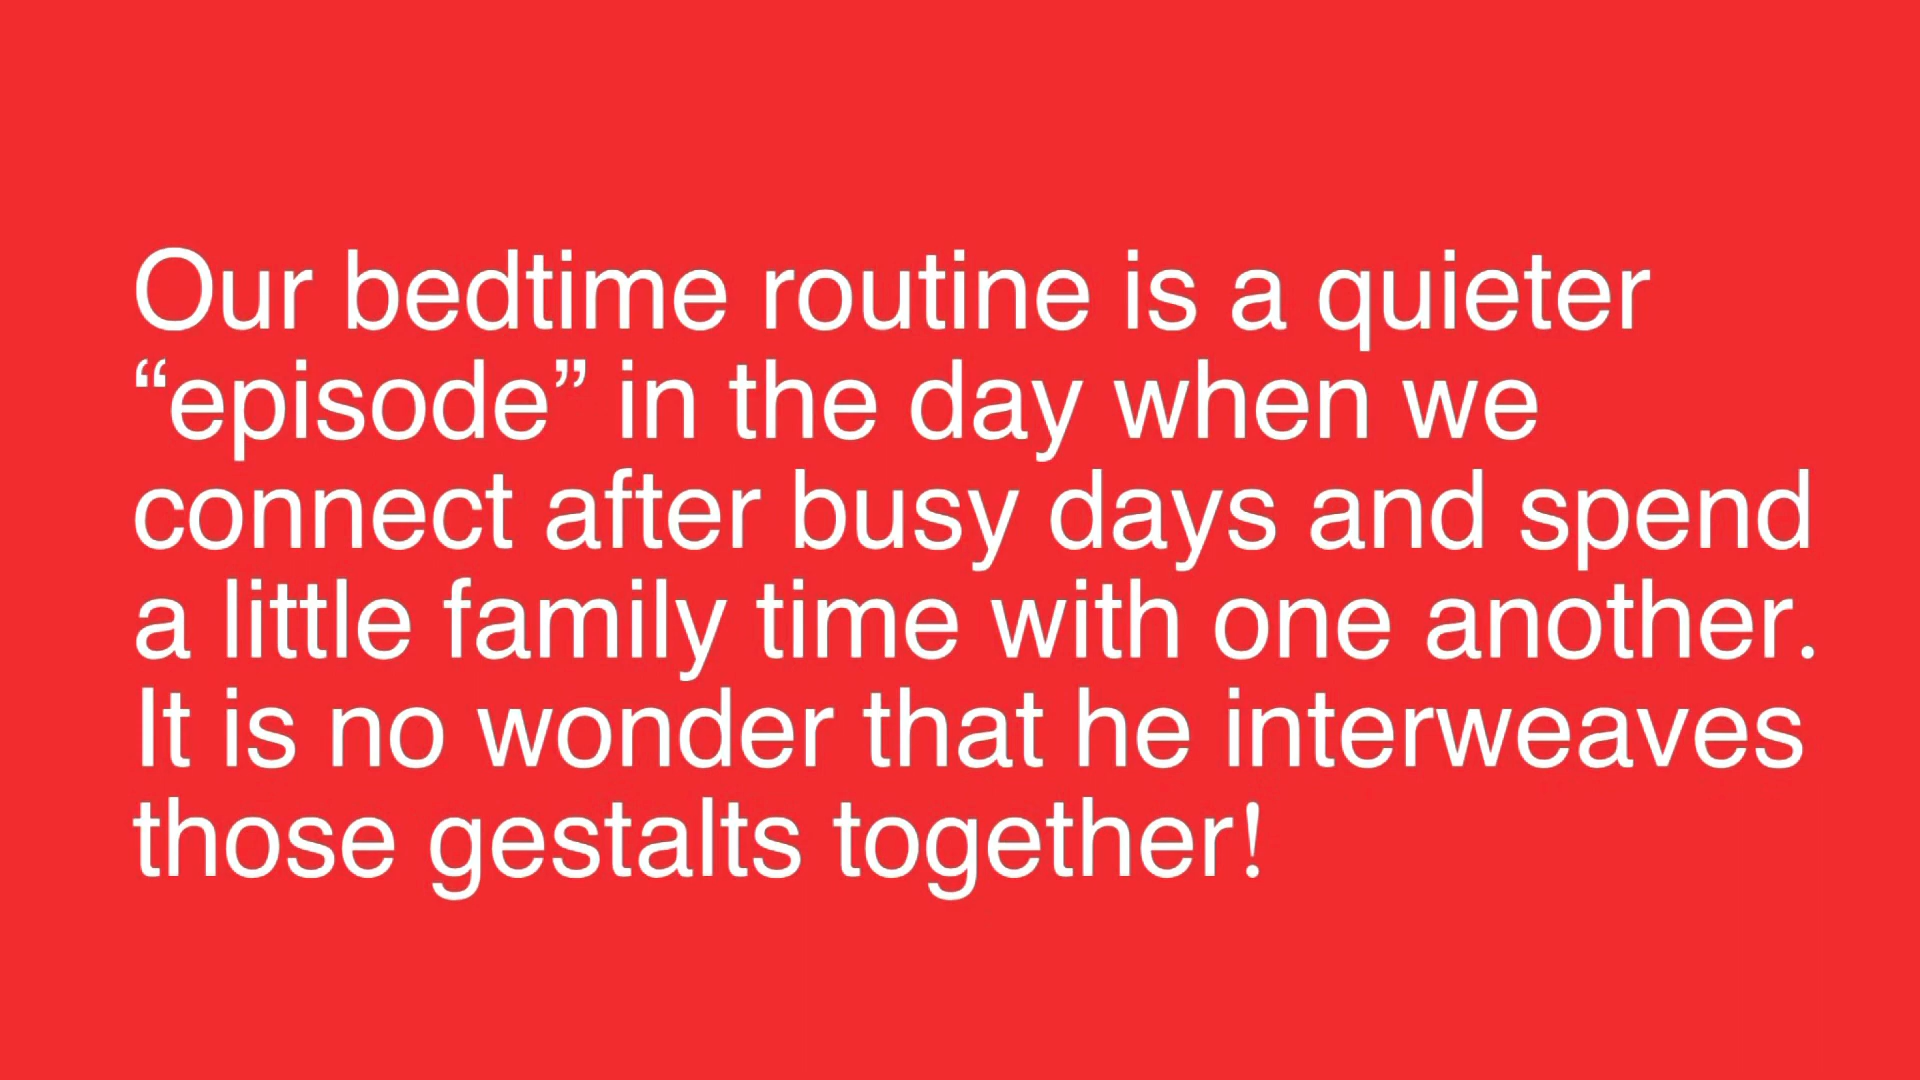 Our bedtime routine is a quieter
“episode” in the day when we
connect after busy days and spend
a little family time with one another.
It is no wonder that he interweaves
those gestalts together!